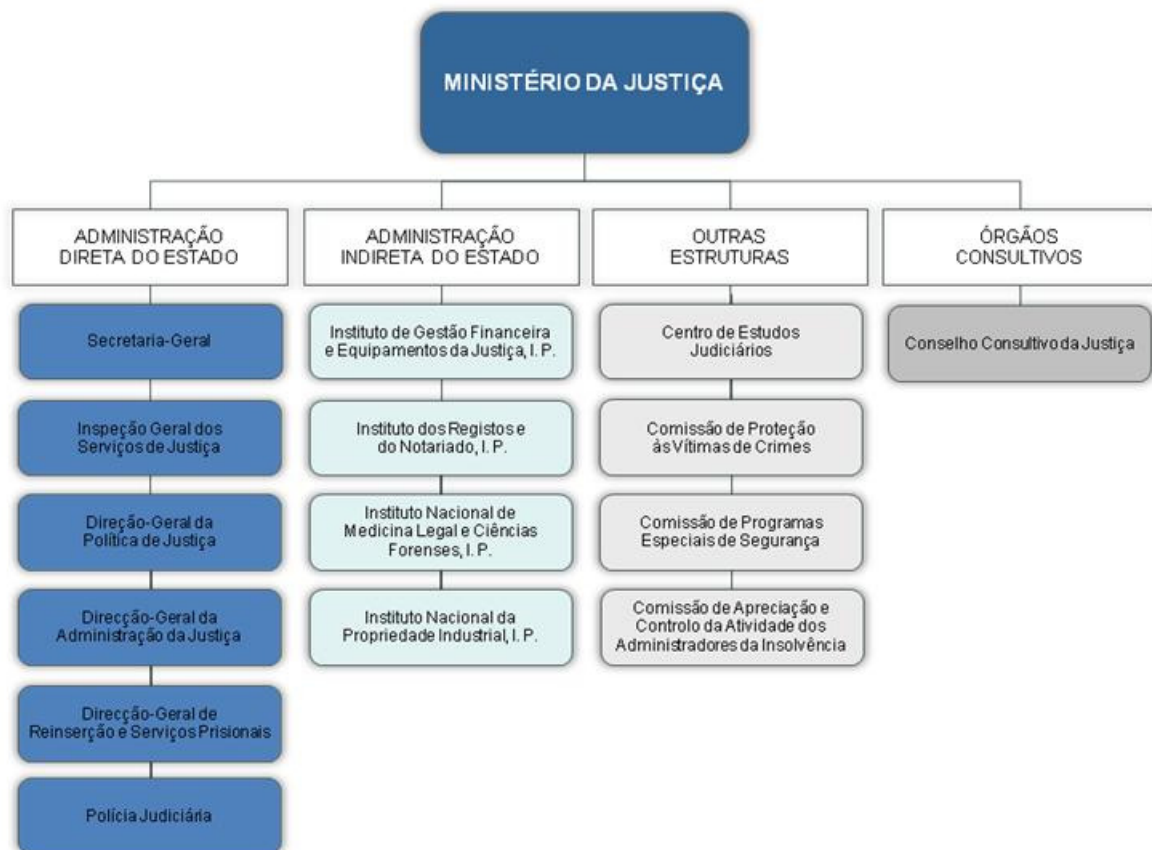 MINISTÉRIO DA JUSTIÇA
ADMINISTRAÇÃO
DIRETA DO ESTADO
Secretaria-Geral
Inspeção Geral dos
Serviços de Justiça
Direção-Geral da
Política de Justiça
Direcção-Geral da
Administração da Justiça
Direcção-Geral de
Reinserção e Serviços Prisionais
Polícia Judiciária
ADMINISTRAÇÃO
INDIRETA DO ESTADO
Instituto de Gestão Financeira
e Equipamentos da Justiça, I. P.
Instituto dos Registos e
do Notariado, I. P.
Instituto Nacional de
Medicina Legal e Ciências
Forenses, I. P.
Instituto Nacional da
Propriedade Industrial, I. P.
OUTRAS
ESTRUTURAS
Centro de Estudos
Judiciários
Comissão de Proteção
às Vítimas de Crimes
Comissão de Programas
Especiais de Segurança
Comissão de Apreciação e
Controlo da Atividade dos
Administradores da Insolvência
ÓRGÃOS
CONSULTIVOS
Conselho Consultivo da Justiça